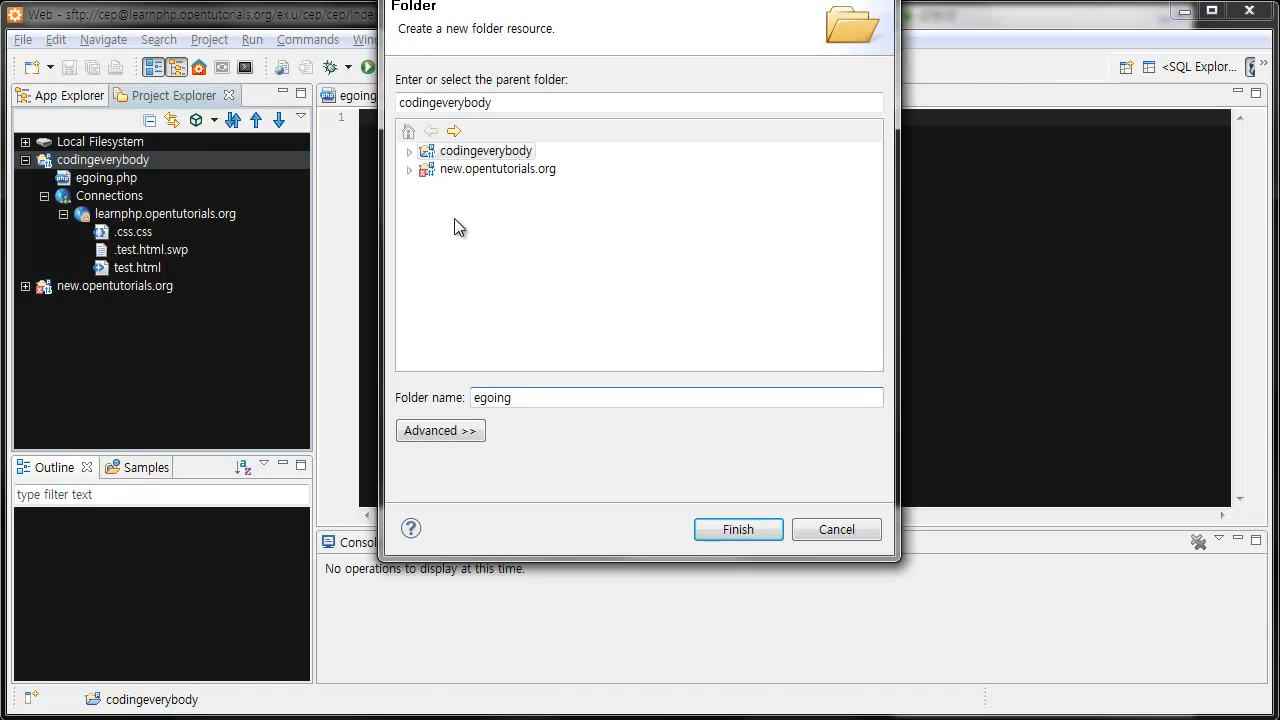 Web - sftp://cep@learnphp.opentutorials.org/ex.u/cep/cep/index
File Edit Navigate Search Project Run Commands Win
<SQL Explor...
App Explorer
Project Explorer
Local Filesystem
codingeverybody
egoing.php
Connections
learnphp.opentutorials.org
.css.css
.test.html.swp
test.html
new.opentutorials.org
Outline
Samples
type filter text
egoing
1
Folder
Create a new folder resource.
Enter or select the parent folder:
codingeverybody
codingeverybody
new.opentutorials.org
Folder name: egoing
Advanced >>
Finish
Cancel
Consol
No operations to display at this time.
codingeverybody